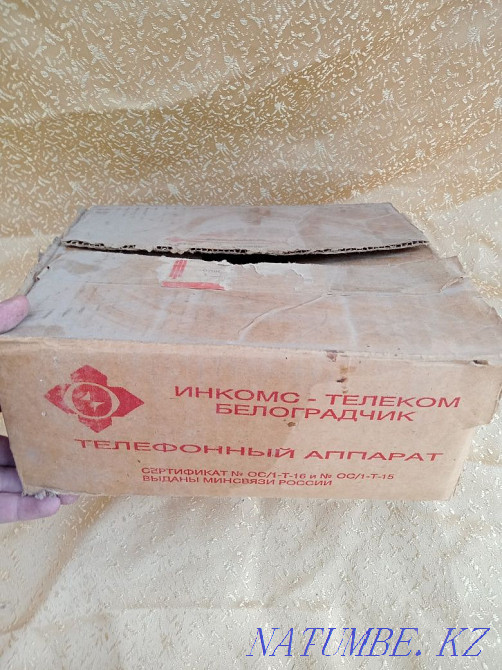 ИНКОМС - ТЕЛЕКОМ
БЕЛОГРАДЧИК
ТЕЛЕФОННЫЙ АППАРАТ
СЕРТИФИКАТ № ОС/1-Т-16 и № ОС/1-Т-15
ВЫДАНЫ МИНСВЯЗИ РОССИИ
NATUMBE.KZ